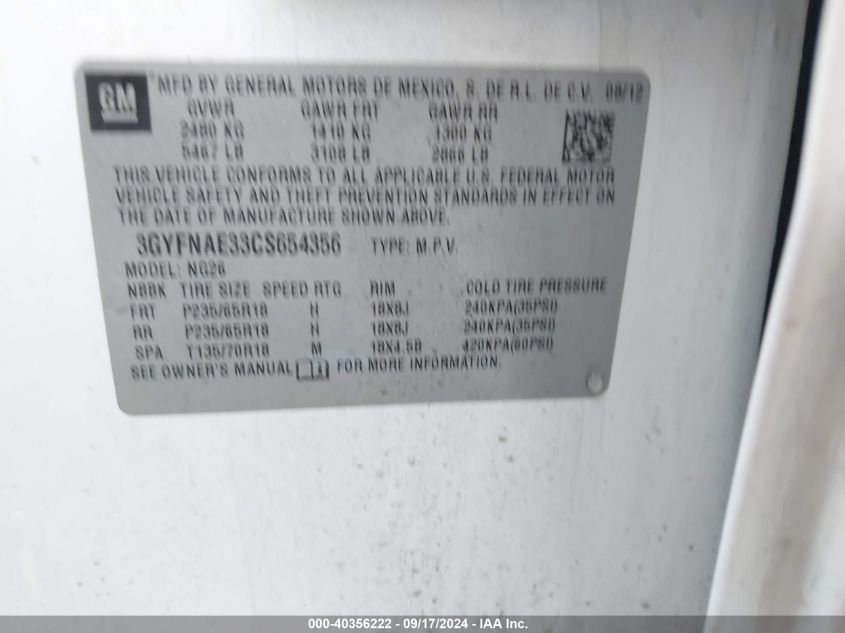 GM
MFD BY GENERAL MOTORS DE MEXICO, S. DE R.L. DE C.V. 08/12
GVWR GAWR FRT GAWR RR
2480 KG 1410 KG 1300 KG
5467 LB 3108 LB 2866 LB
THIS VEHICLE CONFORMS TO ALL APPLICABLE U.S. FEDERAL MOTOR
VEHICLE SAFETY AND THEFT PREVENTION STANDARDS IN EFFECT ON
THE DATE OF MANUFACTURE SHOWN ABOVE.
3GYFNAE33CS654356 TYPE: M.P.V.
MODEL: NG26
NBBK TIRE SIZE SPEED RTG RIM COLD TIRE PRESSURE
FRT P235/65R18 H 18X8J 240KPA(35PSI)
RR P235/65R18 H 18X8J 240KPA(35PSI)
SPA T135/70R18 M 18X4.5B 420KPA(60PSI)
SEE OWNER'S MANUAL FOR MORE INFORMATION.
000-40356222 - 09/17/2024 - IAA Inc.